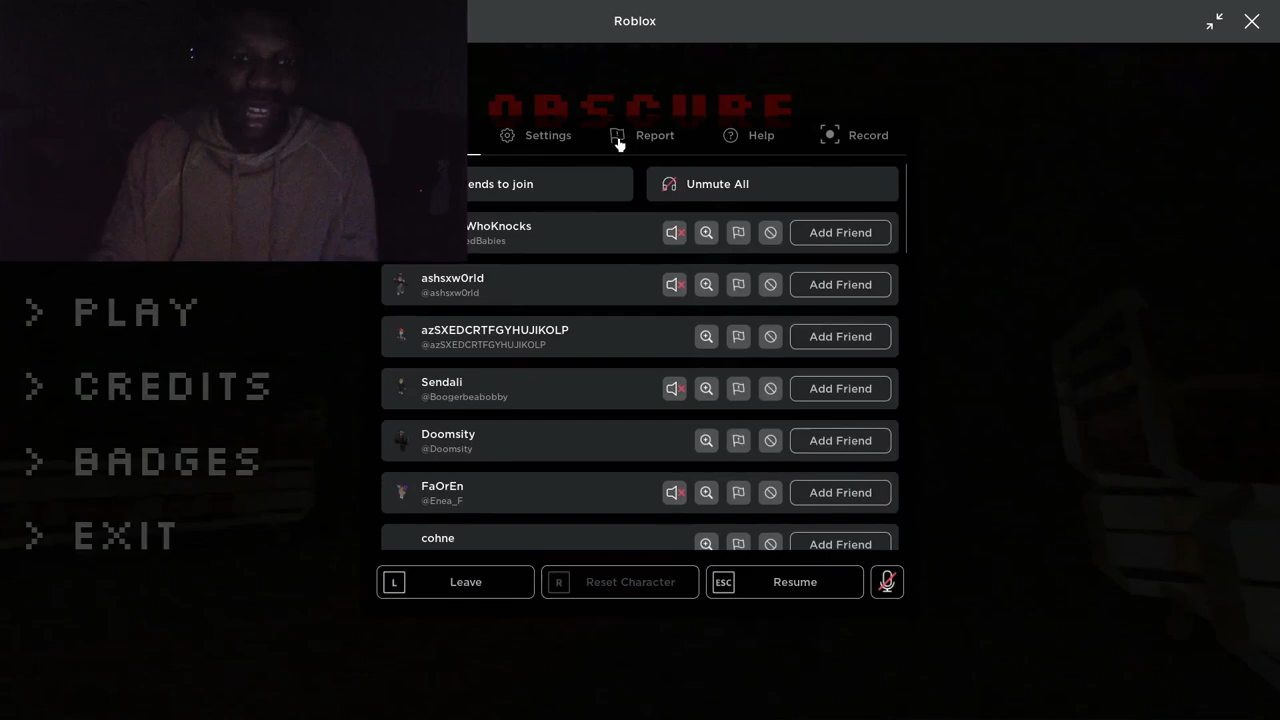 Roblox
OBSCURE
Settings
Report
Help
Record
ends to join
Unmute All
WhoKnocks
edBabies
Add Friend
ashsxw0rld
@ashsxw0rld
Add Friend
azSXEDCRTFGYHUJIKOLP
@azSXEDCRTFGYHUJIKOLP
Add Friend
Sendali
@Boogerbeabobby
Add Friend
Doomsity
@Doomsity
Add Friend
FaOrEn
@Enea_F
Add Friend
cohne
Add Friend
> PLAY
> CREDITS
> BADGES
> EXIT
L Leave
R Reset Character
ESC Resume